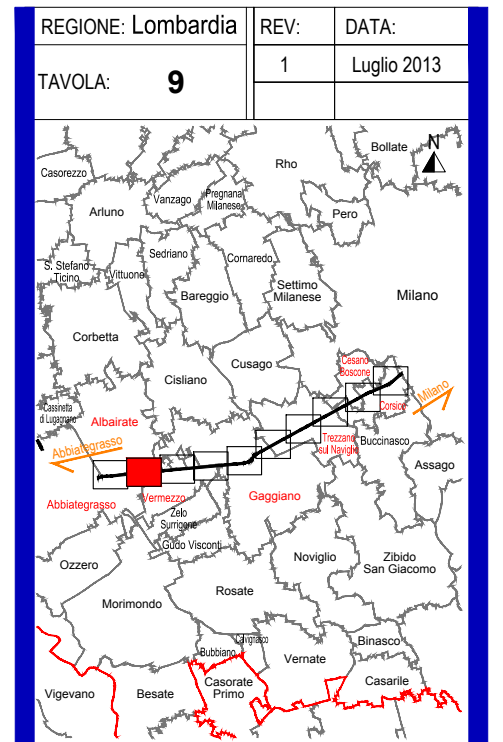 REGIONE: Lombardia
REV:
DATA:
TAVOLA:
9
1
Luglio 2013
N
Bollate
Rho
Casorezzo
Vanzago
Pregnana
Milanese
Arluno
Pero
Sedriano
Cornaredo
S. Stefano
Ticino
Vittuone
Settimo
Milanese
Bareggio
Milano
Corbetta
Cesano
Boscone
Cusago
Cisliano
Cassinetta
di Lugagnano
Albairate
Corsico
Milano
Abbiategrasso
Trezzano
sul Naviglio
Buccinasco
Assago
Abbiategrasso
Vermezzo
Gaggiano
Zelo
Surrigone
Gudo Visconti
Noviglio
Zibido
San Giacomo
Ozzero
Rosate
Morimondo
Calvignasco
Bubbiano
Binasco
Vernate
Vigevano
Besate
Casorate
Primo
Casarile